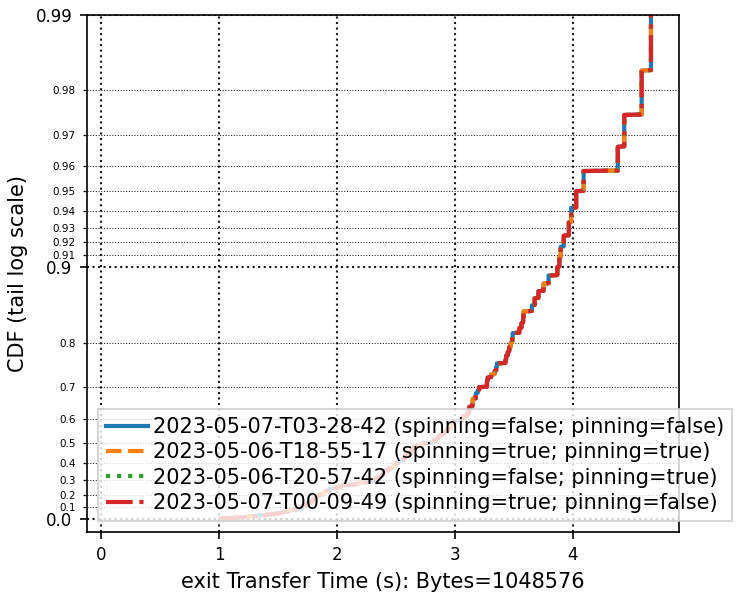 0.99
0.98
0.97
0.96
0.95
0.94
0.93
0.92
0.91
0.9
0.8
0.7
0.6
0.5
0.4
0.3
0.2
0.1
0.0
CDF (tail log scale)
2023-05-07-T03-28-42 (spinning=false; pinning=false)
2023-05-06-T18-55-17 (spinning=true; pinning=true)
2023-05-06-T20-57-42 (spinning=false; pinning=true)
2023-05-07-T00-09-49 (spinning=true; pinning=false)
0 1 2 3 4
exit Transfer Time (s): Bytes=1048576